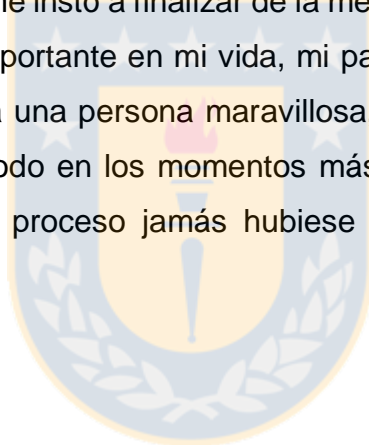 le instó a finalizar de la me
portante en mi vida, mi pa
a una persona maravillosa.
odo en los momentos más
proceso jamás hubiese